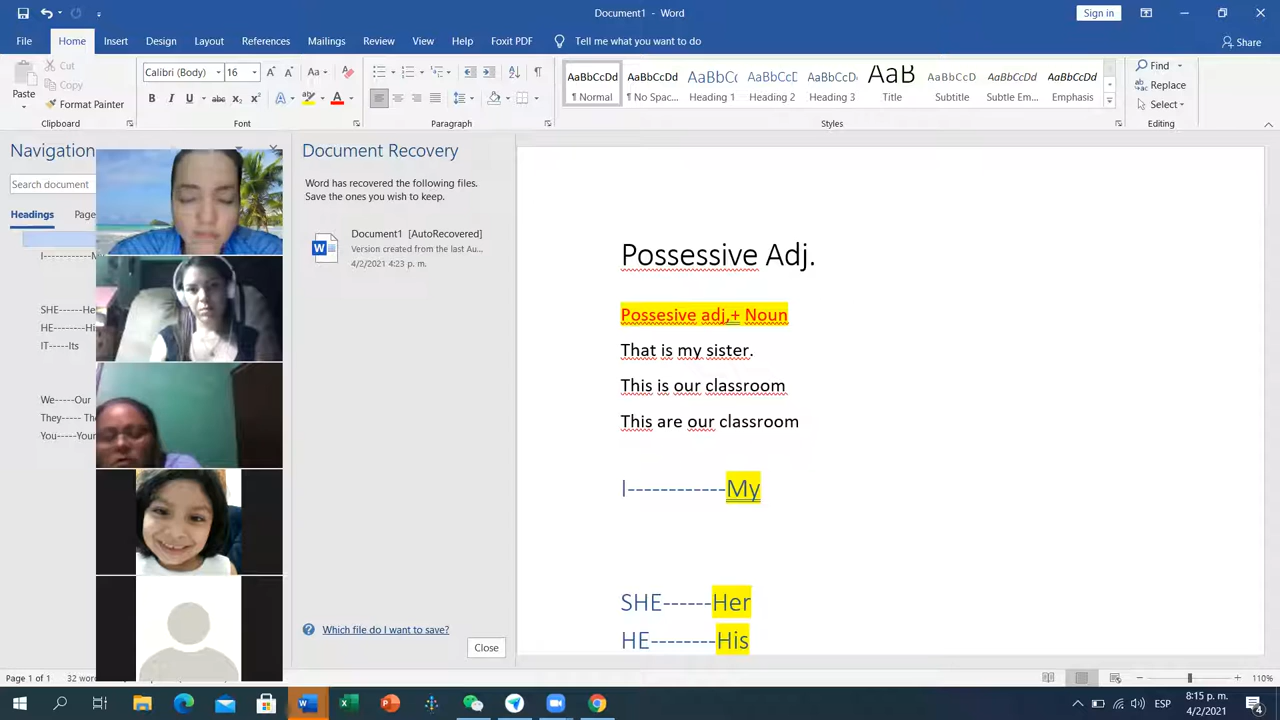 Document1 - Word
Sign in
File Home Insert Design Layout References Mailings Review View Help Foxit PDF Tell me what you want to do
Share
Paste
Cut
Copy
Format Painter
Clipboard
Calibri (Body) 16
Font
Paragraph
AaBbCcDd
¶ Normal
AaBbCcDd
¶ No Spac...
AaBbCc
Heading 1
AaBbCcD
Heading 2
AaBbCcD
Heading 3
AaB
Title
AaBbCcD
Subtitle
AaBbCcDd
Subtle Em...
AaBbCcDd
Emphasis
Styles
Find
Replace
Select
Editing
Navigation
Search document
Headings
SHE------He
HE--------Hi
IT------Its
We----Our
They-----
You-----Your
Document Recovery
Word has recovered the following files.
Save the ones you wish to keep.
Document1 [AutoRecovered]
Version created from the last Au...
4/2/2021 4:23 p. m.
Which file do I want to save?
Close
Possessive Adj.
Possesive adj,+ Noun
That is my sister.
This is our classroom
This are our classroom
I------------My
SHE------Her
HE--------His
Page 1 of 1
110%
ESP
8:15 p. m.
4/2/2021